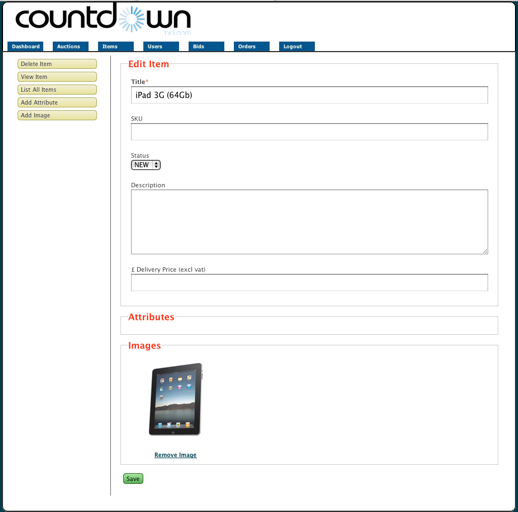 countdown
Dashboard Auctions Items Users Bids Orders Logout
Delete Item
View Item
List All Items
Add Attribute
Add Image
Edit Item
Title*
iPad 3G (64Gb)
SKU
Status
NEW
Description
£ Delivery Price (excl vat)
Attributes
Images
Remove Image
Save